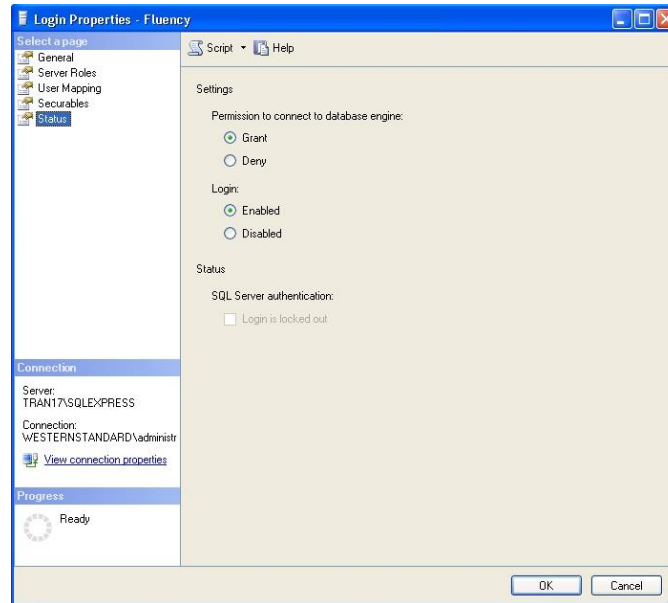 Login Properties - Fluency
Select a page
General
Server Roles
User Mapping
Securables
Status
Script Help
Settings
Permission to connect to database engine:
Grant
Deny
Login:
Enabled
Disabled
Status
SQL Server authentication:
Login is locked out
Connection
Server:
TRAN17\SQLEXPRESS
Connection:
WESTERNSTANDARD\administr
View connection properties
Progress
Ready
OK Cancel